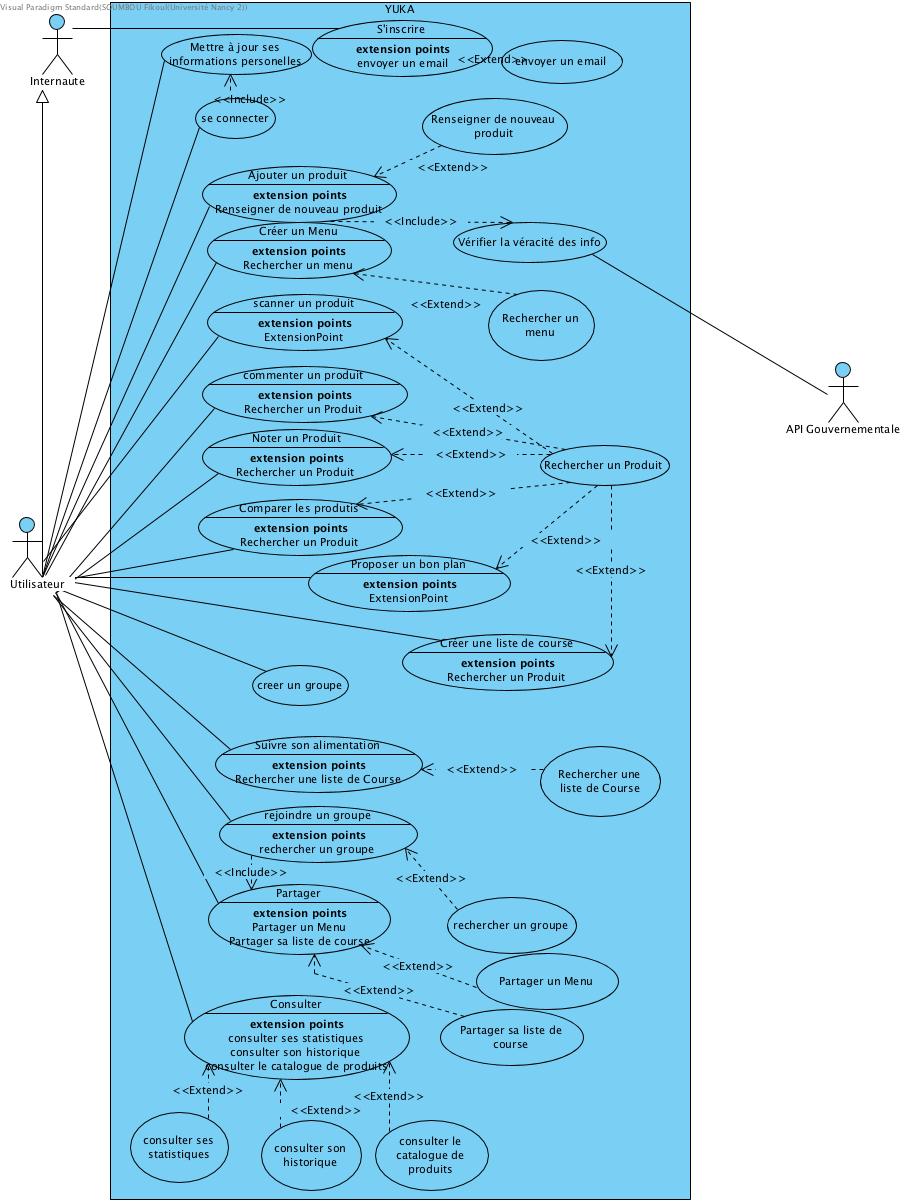 Visual Paradigm Standard(SOUMBOU Fikoul(Université Nancy 2))
YUKA
S'inscrire
extension points
envoyer un email
<<Extend>>
envoyer un email
Internaute
Mettre à jour ses
informations personelles
<<Include>>
se connecter
Renseigner de nouveau
produit
<<Extend>>
Ajouter un produit
extension points
Renseigner de nouveau produit
<<Include>>
Vérifier la véracité des info
Créer un Menu
extension points
Rechercher un menu
<<Extend>>
Rechercher un
menu
scanner un produit
extension points
ExtensionPoint
API Gouvernementale
commenter un produit
extension points
Rechercher un Produit
<<Extend>>
<<Extend>>
Noter un Produit
extension points
Rechercher un Produit
<<Extend>>
Rechercher un Produit
<<Extend>>
Comparer les produtis
extension points
Rechercher un Produit
<<Extend>>
<<Extend>>
Utilisateur
Proposer un bon plan
extension points
ExtensionPoint
Créer une liste de course
extension points
Rechercher un Produit
creer un groupe
Suivre son alimentation
extension points
Rechercher une liste de Course
<<Extend>>
Rechercher une
liste de Course
rejoindre un groupe
extension points
rechercher un groupe
<<Include>>
<<Extend>>
rechercher un groupe
Partager
extension points
Partager un Menu
Partager sa liste de course
<<Extend>>
Partager un Menu
<<Extend>>
Partager sa liste de
course
Consulter
extension points
consulter ses statistiques
consulter son historique
consulter le catalogue de produits
<<Extend>>
<<Extend>>
<<Extend>>
consulter ses
statistiques
consulter son
historique
consulter le
catalogue de
produits